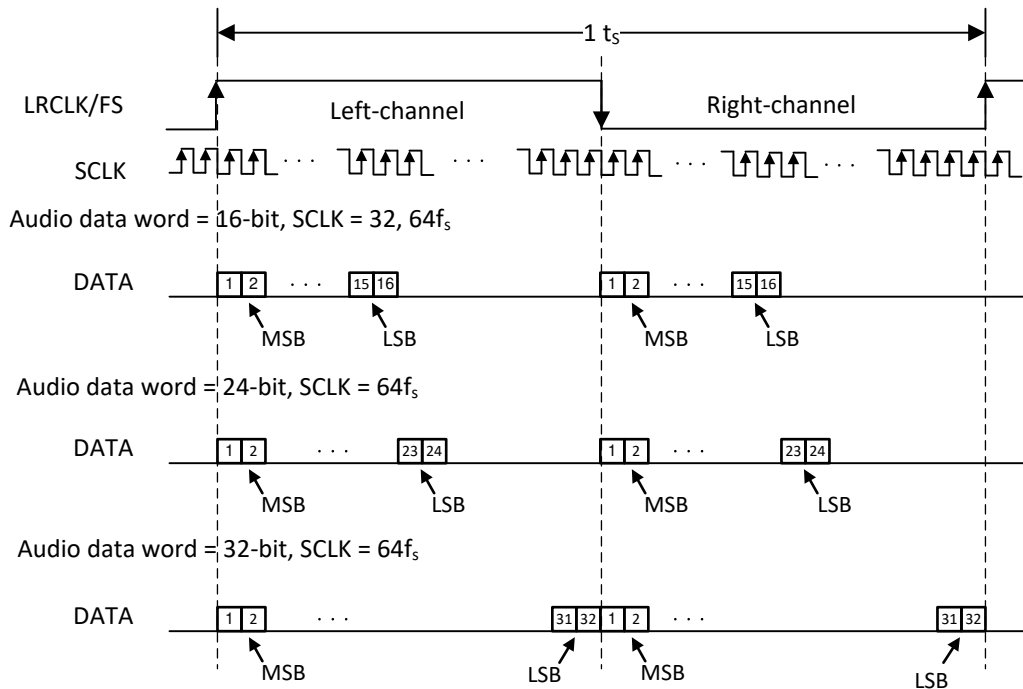 1 tS
LRCLK/FS
Left-channel
Right-channel
SCLK
. . .
. . .
. . .
. . .
Audio data word = 16-bit, SCLK = 32, 64fs
DATA
1 2 . . . 15 16 1 2 . . . 15 16
MSB LSB MSB LSB
Audio data word = 24-bit, SCLK = 64fs
DATA
1 2 . . . 23 24 1 2 . . . 23 24
MSB LSB MSB LSB
Audio data word = 32-bit, SCLK = 64fs
DATA
1 2 . . . 31 32 1 2 . . . 31 32
MSB LSB MSB LSB